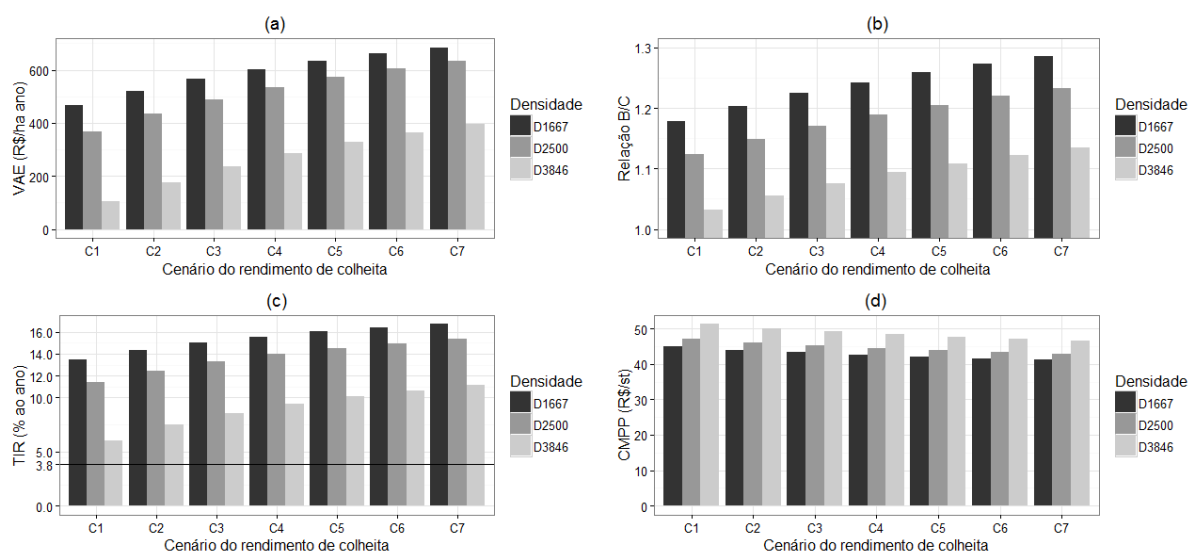 (a)
VAE (R$/ha ano)
600
400
200
0
C1 C2 C3 C4 C5 C6 C7
Cenário do rendimento de colheita
Densidade
D1667
D2500
D3846
(b)
Relação B/C
1.3
1.2
1.1
1.0
C1 C2 C3 C4 C5 C6 C7
Cenário do rendimento de colheita
Densidade
D1667
D2500
D3846
(c)
TIR (% ao ano)
16.0
14.0
12.0
10.0
5.0
3.8
0.0
C1 C2 C3 C4 C5 C6 C7
Cenário do rendimento de colheita
Densidade
D1667
D2500
D3846
(d)
CMPP (R$/st)
50
40
30
20
10
0
C1 C2 C3 C4 C5 C6 C7
Cenário do rendimento de colheita
Densidade
D1667
D2500
D3846